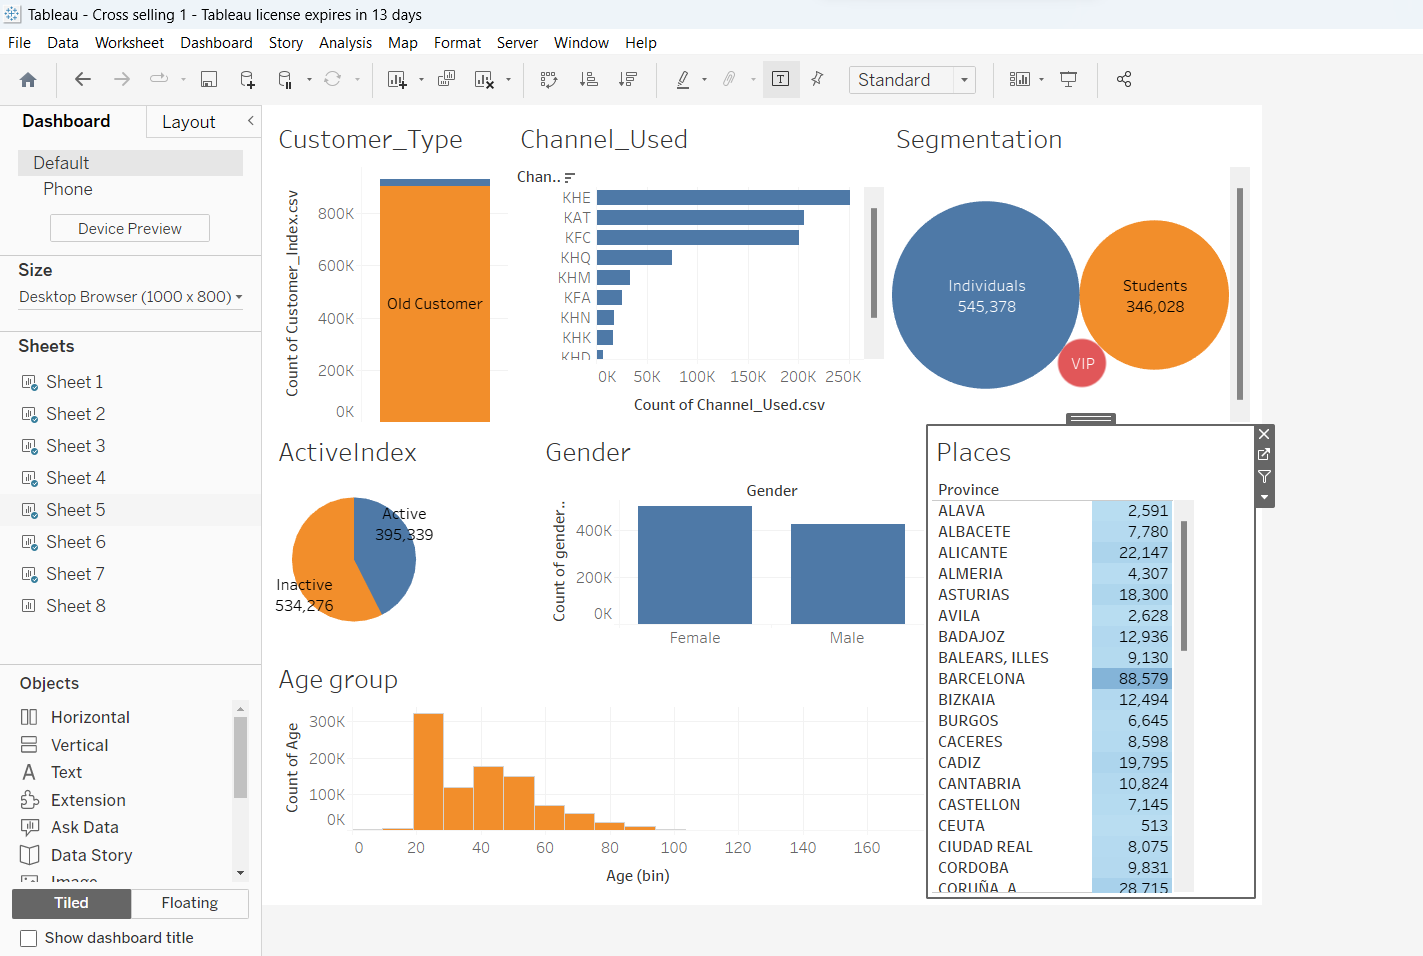 Tableau - Cross selling 1 - Tableau license expires in 13 days
File Data Worksheet Dashboard Story Analysis Map Format Server Window Help
Standard
Dashboard
Layout
Default
Phone
Device Preview
Size
Desktop Browser (1000 x 800)
Sheets
Sheet 1
Sheet 2
Sheet 3
Sheet 4
Sheet 5
Sheet 6
Sheet 7
Sheet 8
Objects
Horizontal
Vertical
Text
Extension
Ask Data
Data Story
Image
Tiled
Floating
Show dashboard title
Customer_Type
Count of Customer_Index.csv
800K
600K
400K
200K
0K
Old Customer
Channel_Used
Chan..
KHE
KAT
KFC
KHQ
KHM
KFA
KHN
KHK
KHD
0K 50K 100K 150K 200K 250K
Count of Channel_Used.csv
Segmentation
Individuals
545,378
Students
346,028
VIP
ActiveIndex
Active
395,339
Inactive
534,276
Gender
Gender
Count of gender..
400K
200K
0K
Female Male
Places
Province
ALAVA 2,591
ALBACETE 7,780
ALICANTE 22,147
ALMERIA 4,307
ASTURIAS 18,300
AVILA 2,628
BADAJOZ 12,936
BALEARS, ILLES 9,130
BARCELONA 88,579
BIZKAIA 12,494
BURGOS 6,645
CACERES 8,598
CADIZ 19,795
CANTABRIA 10,824
CASTELLON 7,145
CEUTA 513
CIUDAD REAL 8,075
CORDOBA 9,831
CORUÑA, A 28,715
Age group
Count of Age
300K
200K
100K
0K
0 20 40 60 80 100 120 140 160
Age (bin)